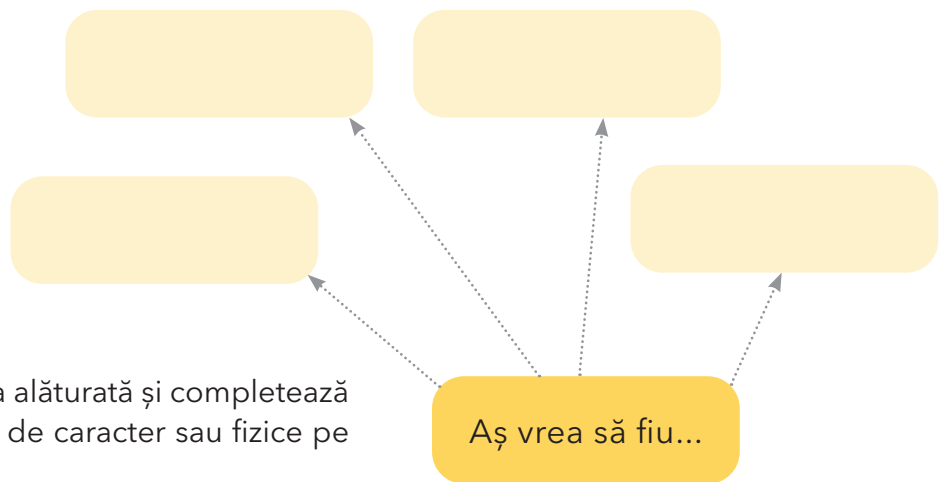 a alăturată și completează
de caracter sau fizice pe
Aș vrea să fiu...